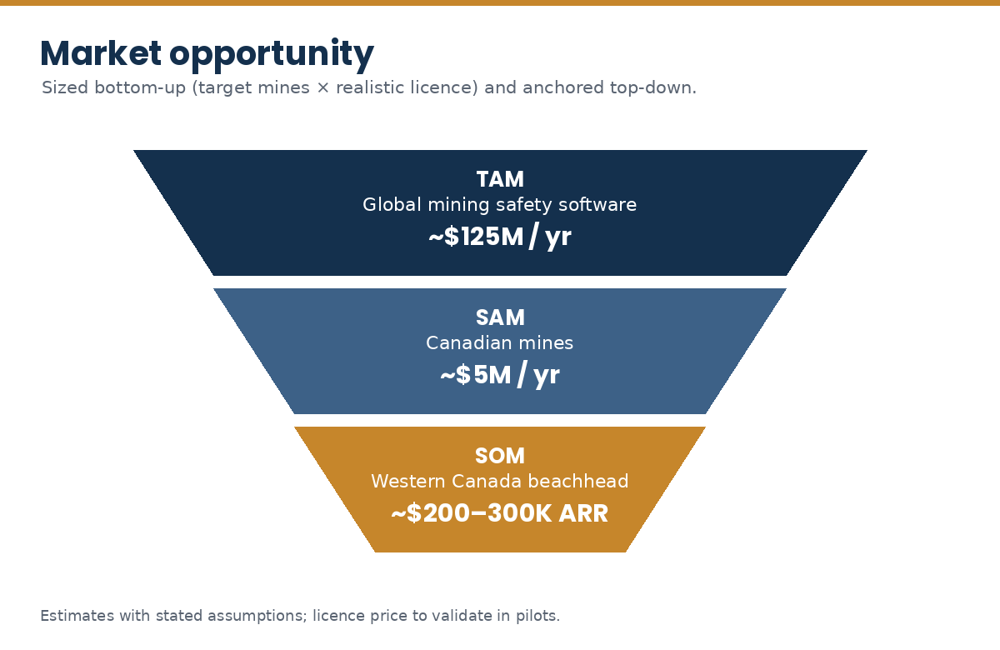 Market opportunity
Sized bottom-up (target mines × realistic licence) and anchored top-down.
TAM
Global mining safety software
~$125M / yr
SAM
Canadian mines
~$5M / yr
SOM
Western Canada beachhead
~$200–300K ARR
Estimates with stated assumptions; licence price to validate in pilots.